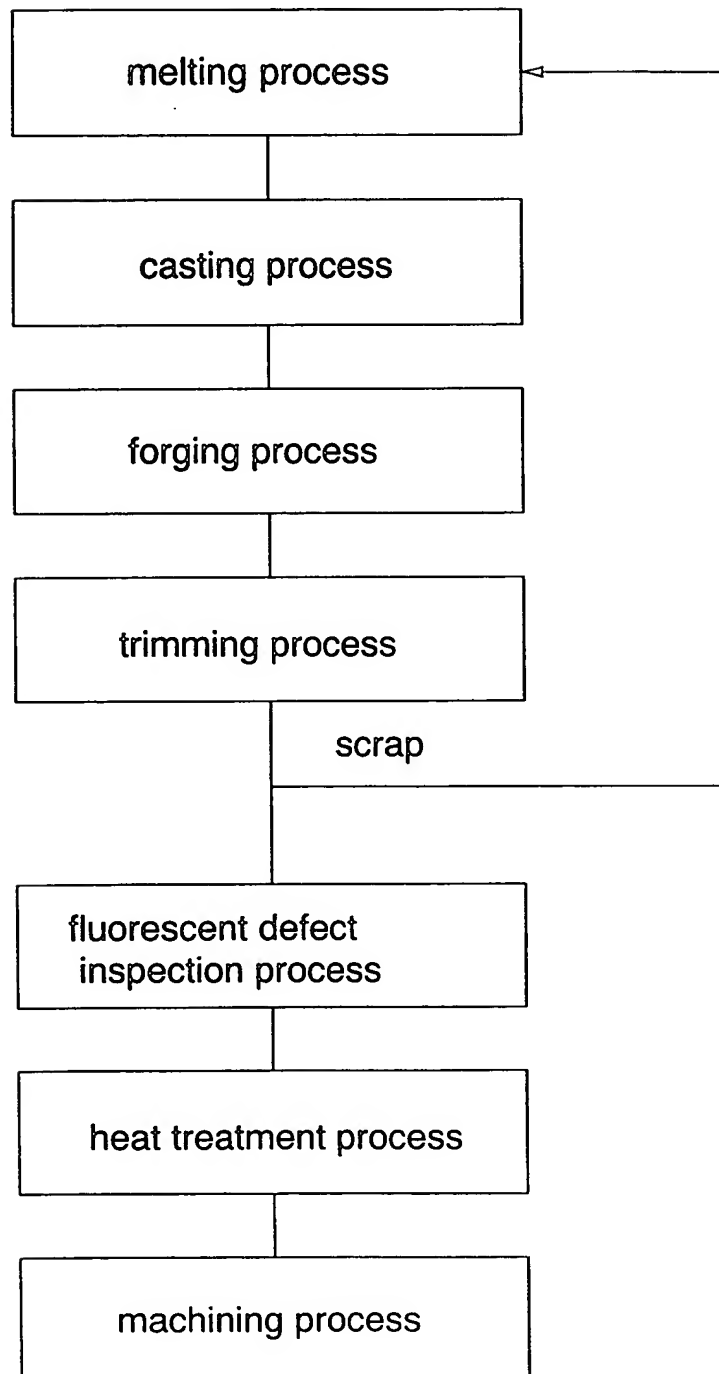 melting process
casting process
forging process
trimming process
scrap
fluorescent defect
inspection process
heat treatment process
machining process